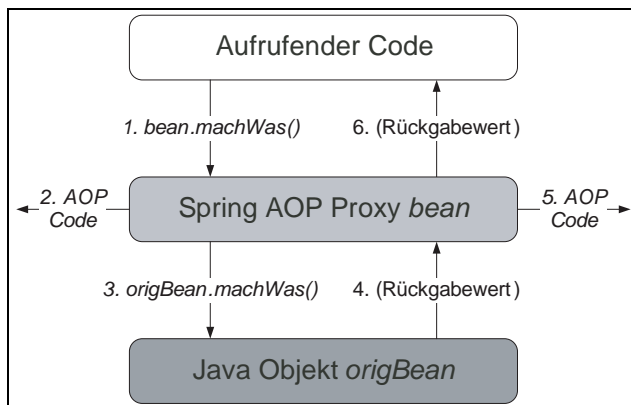 Aufrufender Code
1. bean.machWas()
6. (Rückgabewert)
2. AOP
Code
Spring AOP Proxy bean
5. AOP
Code
3. origBean.machWas()
4. (Rückgabewert)
Java Objekt origBean